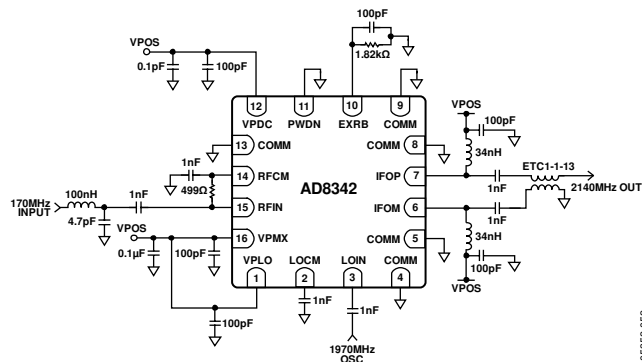 100pF
1.82kΩ
VPOS
0.1pF
100pF
12
11
10
9
VPDC
PWDN
EXRB
COMM
VPOS
100pF
34nH
13
COMM
COMM
8
1nF
14
RFCM
IFOP
7
1nF
ETC1-1-13
2140MHz OUT
499Ω
AD8342
170MHz
INPUT
100nH
1nF
15
RFIN
IFOM
6
1nF
4.7pF
VPOS
16
VPMX
COMM
5
34nH
0.1µF
100pF
VPLO
LOCM
LOIN
COMM
1
2
3
4
100pF
VPOS
1nF
1nF
100pF
1970MHz
OSC